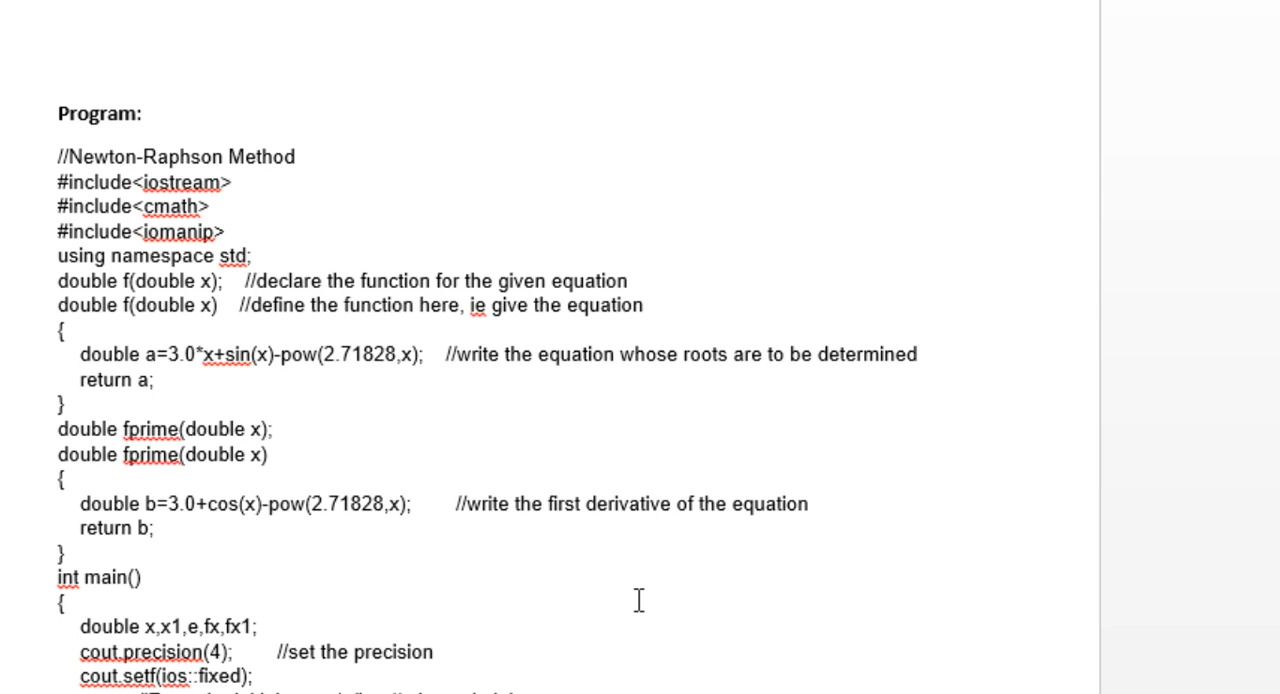 Program:
//Newton-Raphson Method
#include<iostream>
#include<cmath>
#include<iomanip>
using namespace std;
double f(double x);    //declare the function for the given equation
double f(double x)    //define the function here, ie give the equation
{
    double a=3.0*x+sin(x)-pow(2.71828,x);    //write the equation whose roots are to be determined
    return a;
}
double fprime(double x);
double fprime(double x)
{
    double b=3.0+cos(x)-pow(2.71828,x);        //write the first derivative of the equation
    return b;
}
int main()
{
    double x,x1,e,fx,fx1;
    cout.precision(4);        //set the precision
    cout.setf(ios::fixed);